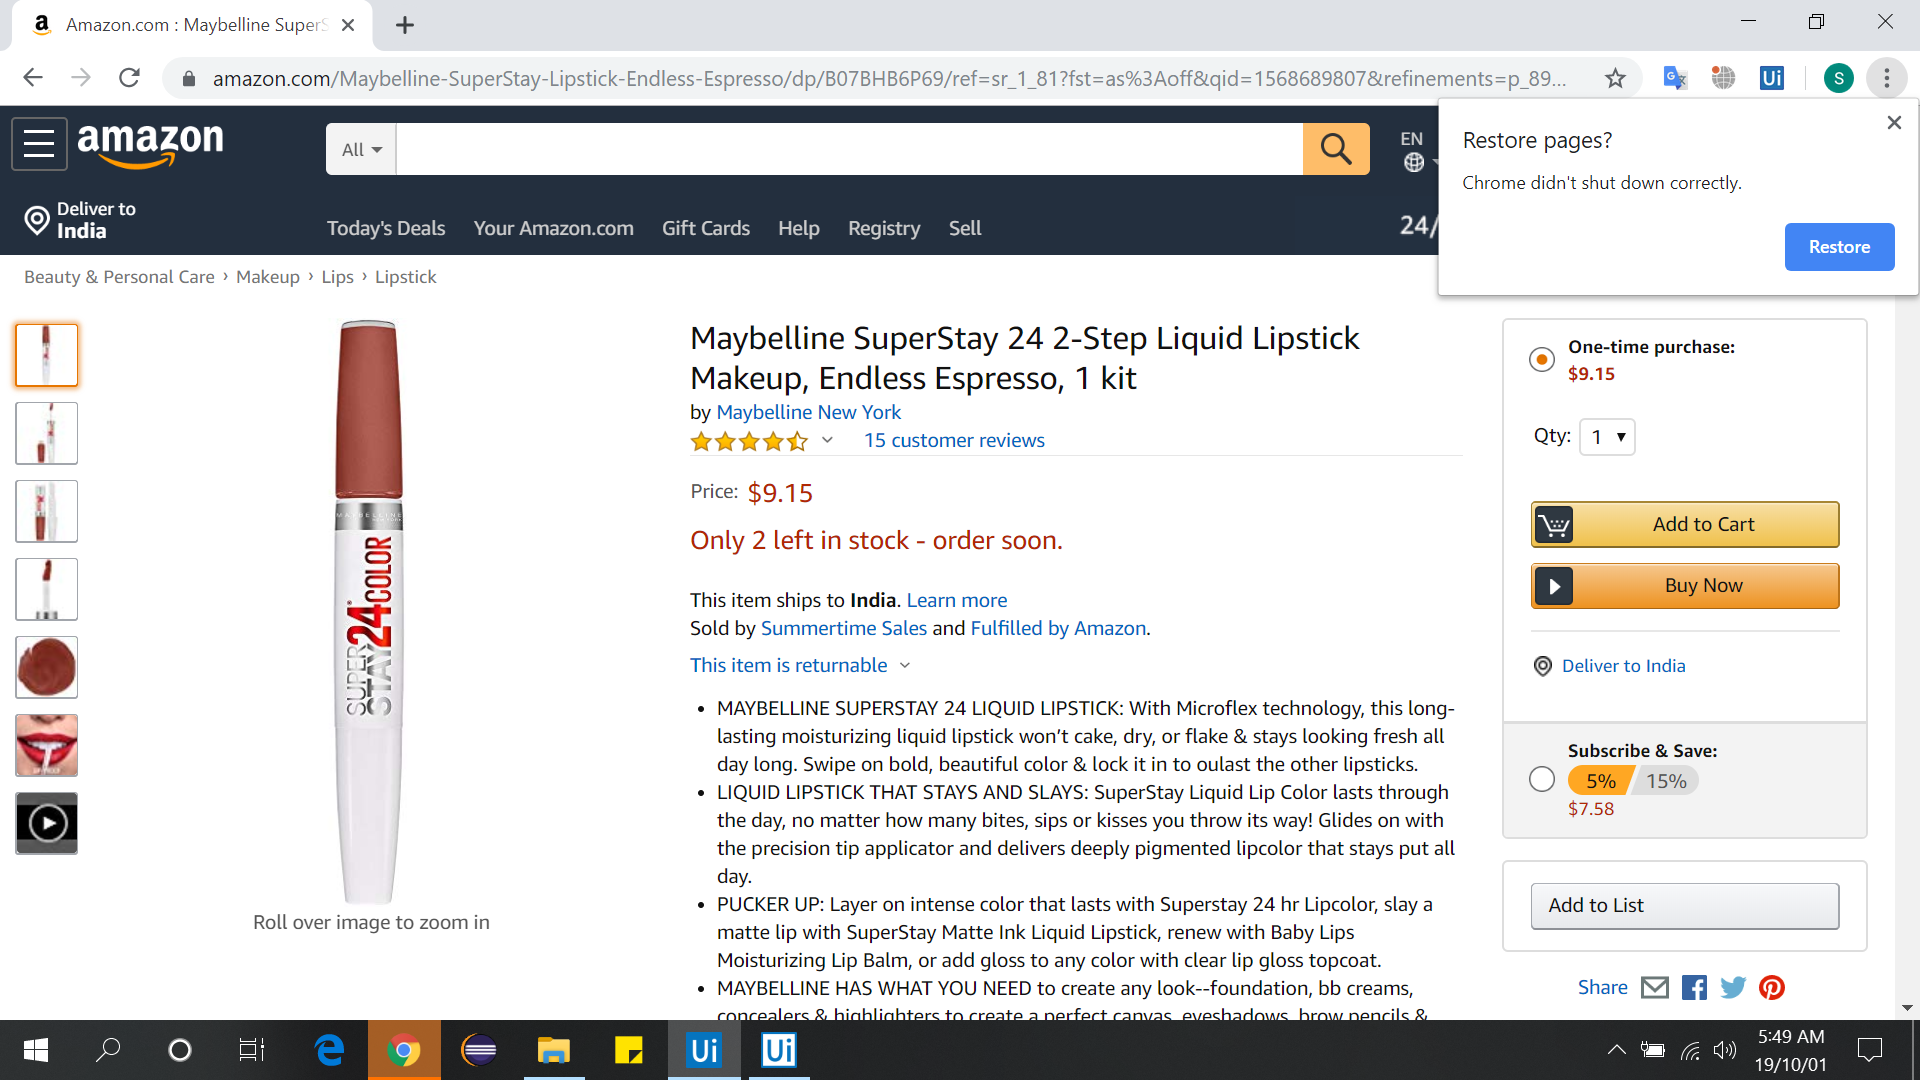 Amazon.com : Maybelline SuperS
amazon.com/Maybelline-SuperStay-Lipstick-Endless-Espresso/dp/B07BHB6P69/ref=sr_1_81?fst=as%3Aoff&qid=1568689807&refinements=p_89...
Ui
S
Restore pages?
Chrome didn't shut down correctly.
Restore
amazon
All
EN
Deliver to
India
Today's Deals Your Amazon.com Gift Cards Help Registry Sell
24/
Beauty & Personal Care › Makeup › Lips › Lipstick
MAYBELLINE
SUPER STAY 24 COLOR
Roll over image to zoom in
Maybelline SuperStay 24 2-Step Liquid Lipstick
Makeup, Endless Espresso, 1 kit
by Maybelline New York
15 customer reviews
Price: $9.15
Only 2 left in stock - order soon.
This item ships to India. Learn more
Sold by Summertime Sales and Fulfilled by Amazon.
This item is returnable
• MAYBELLINE SUPERSTAY 24 LIQUID LIPSTICK: With Microflex technology, this long-
lasting moisturizing liquid lipstick won’t cake, dry, or flake & stays looking fresh all
day long. Swipe on bold, beautiful color & lock it in to oulast the other lipsticks.
• LIQUID LIPSTICK THAT STAYS AND SLAYS: SuperStay Liquid Lip Color lasts through
the day, no matter how many bites, sips or kisses you throw its way! Glides on with
the precision tip applicator and delivers deeply pigmented lipcolor that stays put all
day.
• PUCKER UP: Layer on intense color that lasts with Superstay 24 hr Lipcolor, slay a
matte lip with SuperStay Matte Ink Liquid Lipstick, renew with Baby Lips
Moisturizing Lip Balm, or add gloss to any color with clear lip gloss topcoat.
• MAYBELLINE HAS WHAT YOU NEED to create any look--foundation, bb creams,
concealers & highlighters to create a perfect canvas, eyeshadows, brow pencils &
One-time purchase:
$9.15
Qty: 1
Add to Cart
Buy Now
Deliver to India
Subscribe & Save:
5% 15%
$7.58
Add to List
Share
Ui
Ui
5:49 AM
19/10/01